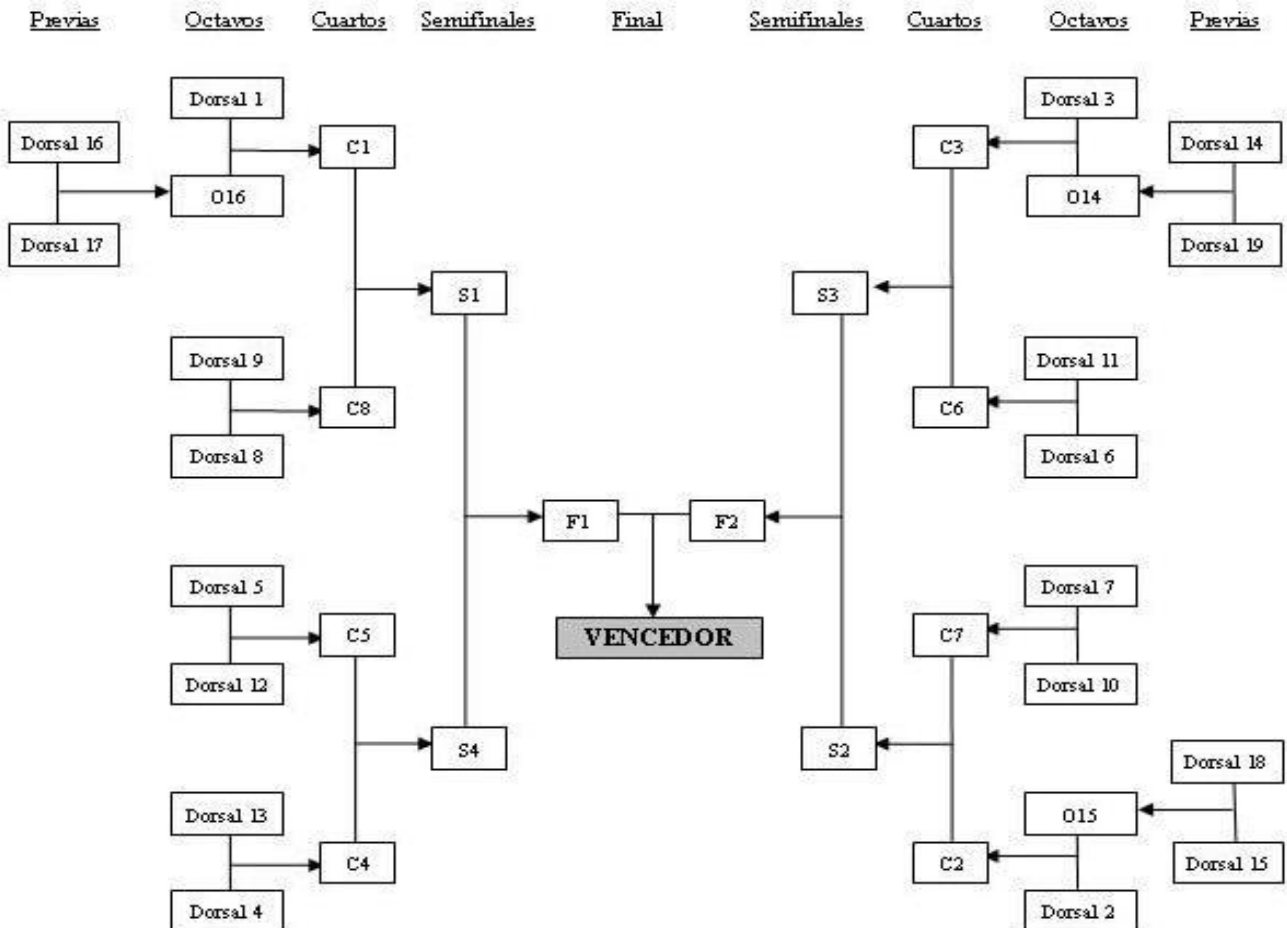 Previas Octavos Cuartos Semifinales Final Semifinales Cuartos Octavos Previas
Dorsal 1 Dorsal 3
Dorsal 16 C1 C3 Dorsal 14
O16 O14
Dorsal 17 Dorsal 19
S1 S3
Dorsal 9 Dorsal 11
C8 C6
Dorsal 8 Dorsal 6
F1 F2
Dorsal 5 Dorsal 7
C5 VENCEDOR C7
Dorsal 12 Dorsal 10
S4 S2
Dorsal 18
Dorsal 13 O15
C4 C2 Dorsal 15
Dorsal 4 Dorsal 2